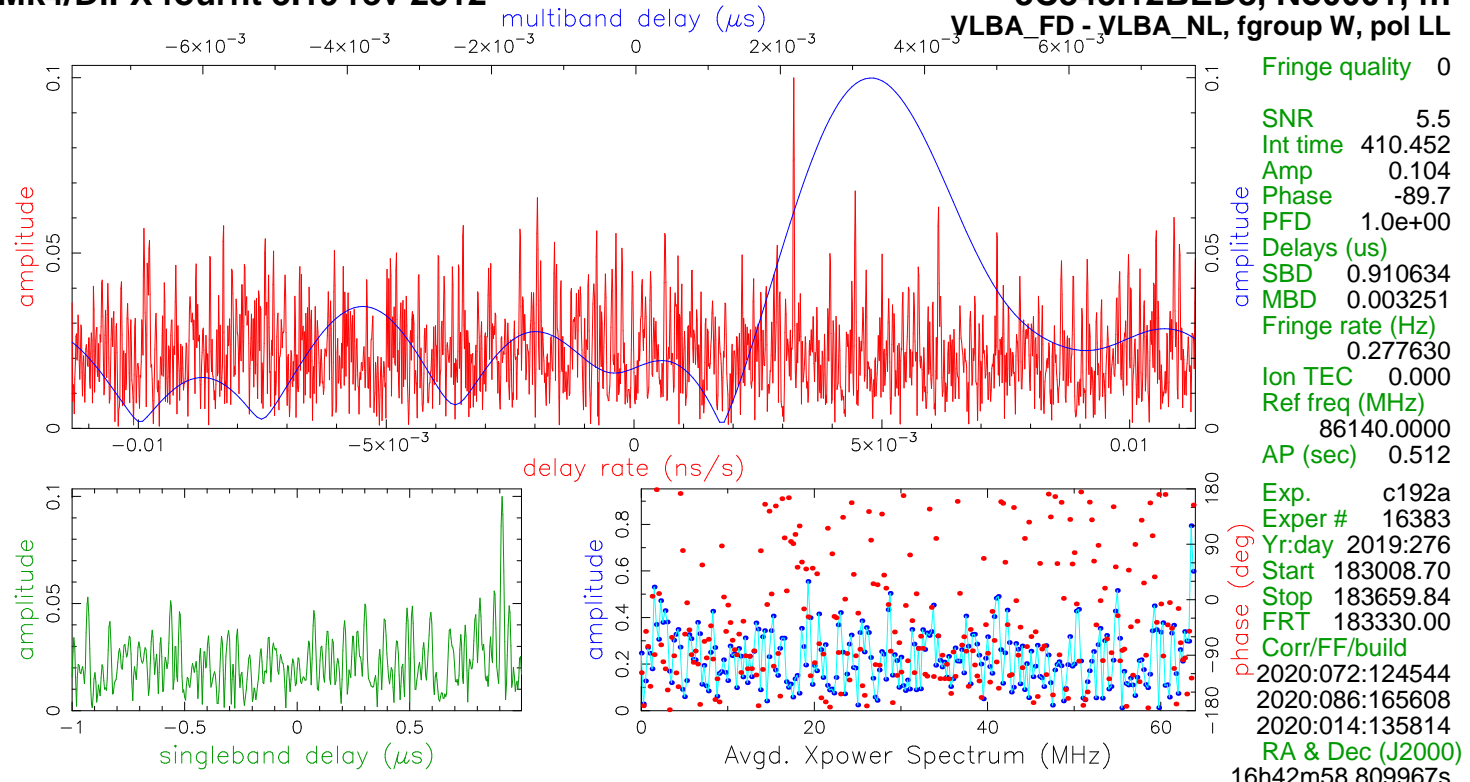 multiband delay (μs)
VLBA_FD - VLBA_NL, fgroup W, pol LL
−6×10⁻³ −4×10⁻³ −2×10⁻³ 0 2×10⁻³ 4×10⁻³ 6×10⁻³
amplitude
0 0.05 0.1
amplitude
0 0.05 0.1
−0.01 −5×10⁻³ 0 5×10⁻³ 0.01
delay rate (ns/s)
amplitude
0 0.05 0.1
−1 −0.5 0 0.5
singleband delay (μs)
amplitude
0 0.2 0.4 0.6 0.8
phase (deg)
−180 −90 0 90 180
0 20 40 60
Avgd. Xpower Spectrum (MHz)
Fringe quality 0
SNR 5.5
Int time 410.452
Amp 0.104
Phase -89.7
PFD 1.0e+00
Delays (us)
SBD 0.910634
MBD 0.003251
Fringe rate (Hz)
0.277630
Ion TEC 0.000
Ref freq (MHz)
86140.0000
AP (sec) 0.512
Exp. c192a
Exper # 16383
Yr:day 2019:276
Start 183008.70
Stop 183659.84
FRT 183330.00
Corr/FF/build
2020:072:124544
2020:086:165608
2020:014:135814
RA & Dec (J2000)
16h42m58.809967s